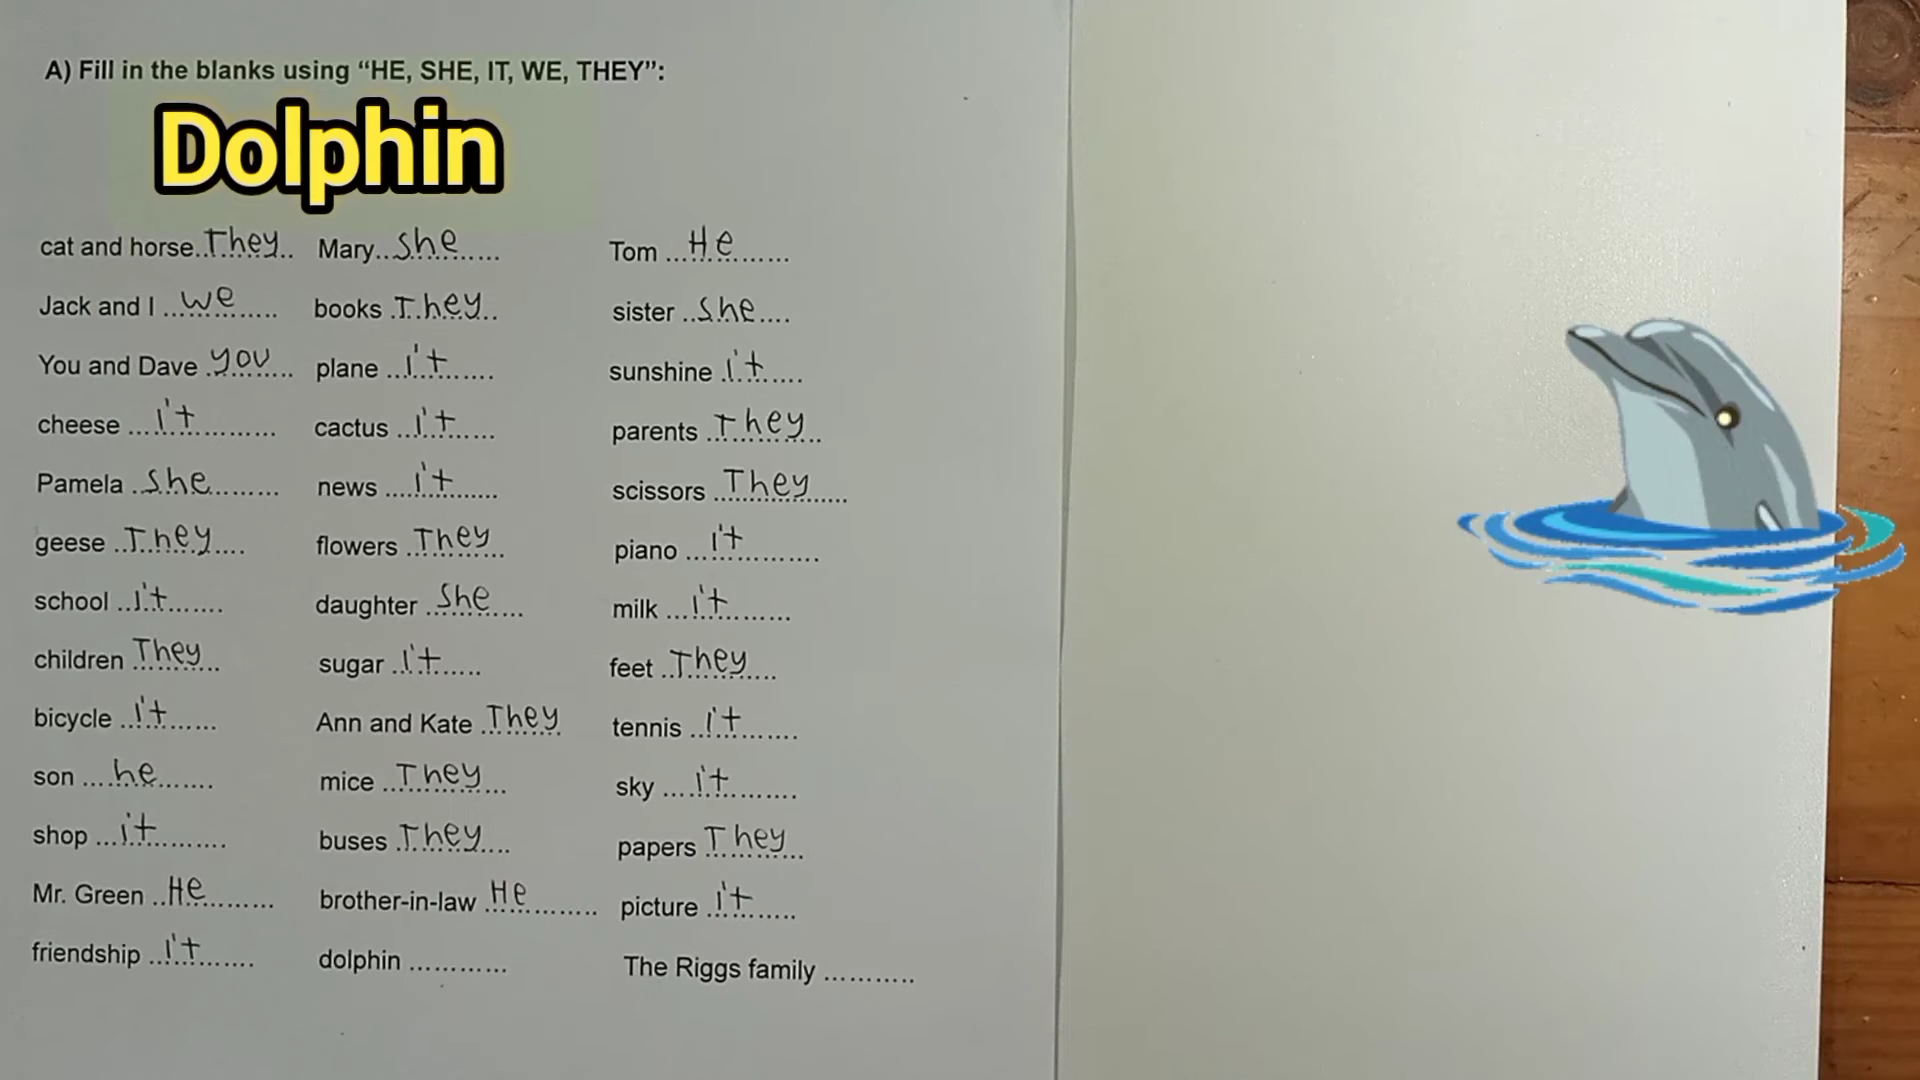 A) Fill in the blanks using “HE, SHE, IT, WE, THEY”:
Dolphin
cat and horse..They.. Mary..She...... Tom ...He.......
Jack and I ...we...... books .They.. sister ..she....
You and Dave .you.... plane ...it....... sunshine .it.....
cheese ...it......... cactus ...it..... parents ..They..
Pamela ..She....... news ....it...... scissors ..They.....
geese ..They.... flowers ..They.. piano ...it.........
school ..it...... daughter ..She.... milk ...it........
children They.. sugar ..it..... feet ..They...
bicycle ...it...... Ann and Kate They tennis ..it.......
son ....he...... mice ...They... sky ....it........
shop ...it........ buses ..They.... papers They..
Mr. Green ..He........ brother-in-law ..He........ picture ...it.....
friendship ...it...... dolphin ............ The Riggs family ...........